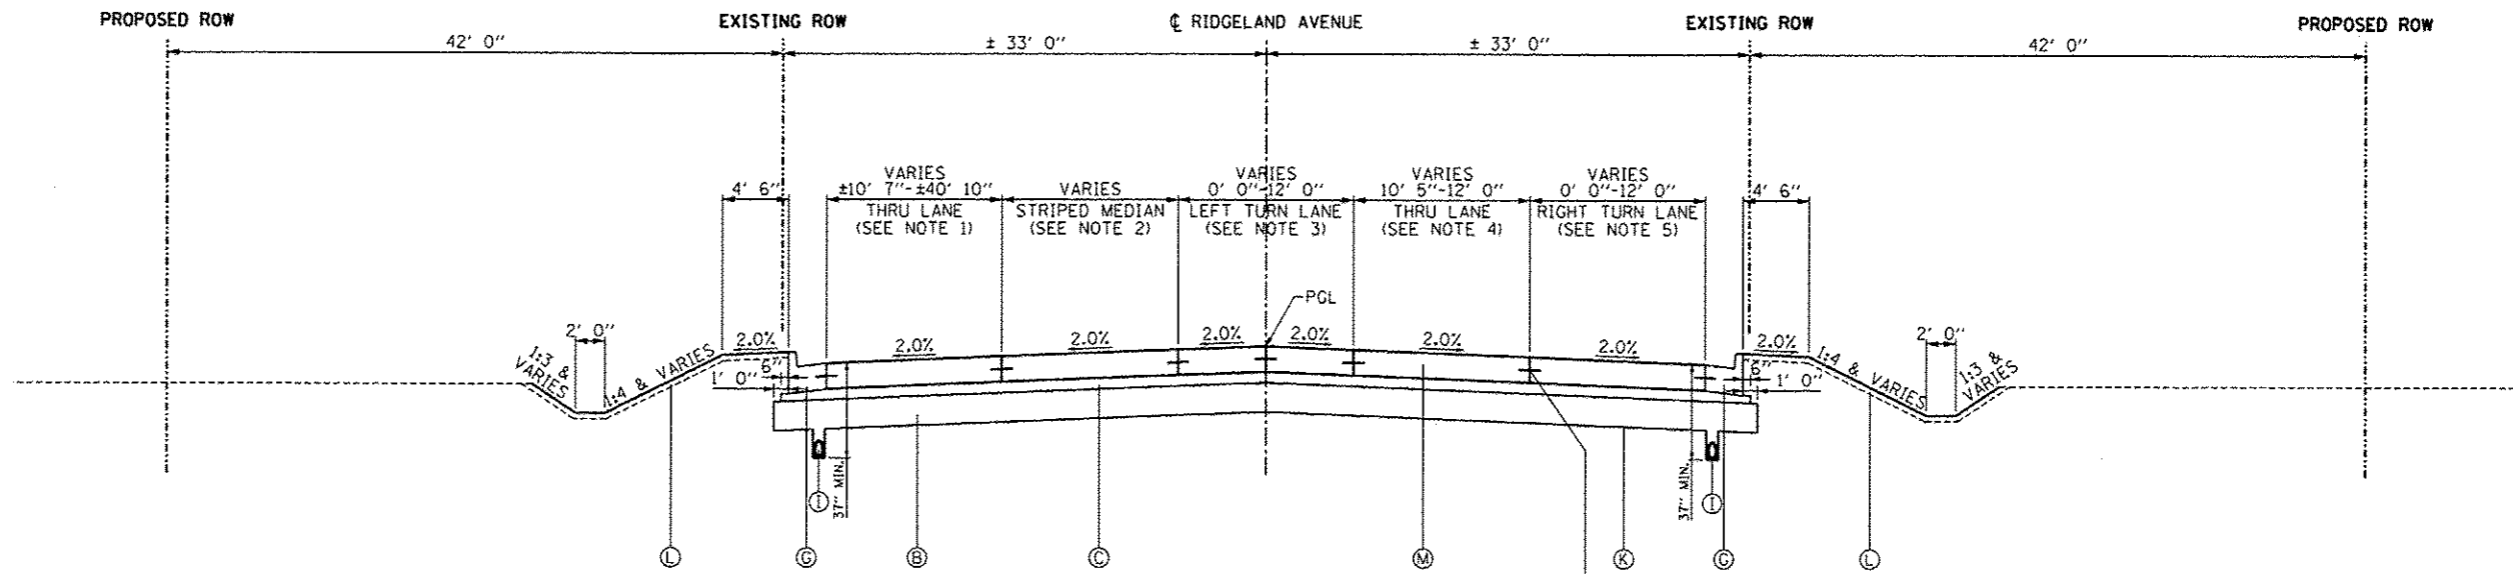 PROPOSED ROW
EXISTING ROW
℄ RIDGELAND AVENUE
EXISTING ROW
PROPOSED ROW
42' 0"
± 33' 0"
± 33' 0"
42' 0"
4' 6"
VARIES
±10' 7"-±40' 10"
THRU LANE
(SEE NOTE 1)
VARIES
STRIPED MEDIAN
(SEE NOTE 2)
VARIES
0' 0"-12' 0"
LEFT TURN LANE
(SEE NOTE 3)
VARIES
10' 5"-12' 0"
THRU LANE
(SEE NOTE 4)
VARIES
0' 0"-12' 0"
RIGHT TURN LANE
(SEE NOTE 5)
4' 6"
PGL
1:3 &
VARIES
2' 0"
1:4 & VARIES
2.0%
2.0%
2.0%
2.0%
2.0%
2.0%
2.0%
2.0%
1:4 & VARIES
2' 0"
1:3 &
VARIES
1' 0"
6"
6"
1' 0"
37" MIN.
37" MIN.
I
I
L
G
B
C
M
K
G
L